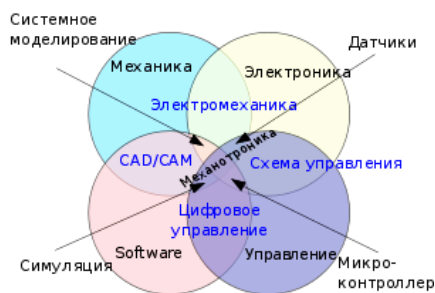 Системное
моделирование
Датчики
Механика
Электроника
Электромеханика
Механотроника
CAD/CAM
Схема управления
Цифровое
управление
Software
Управление
Симуляция
Микро-
контроллер